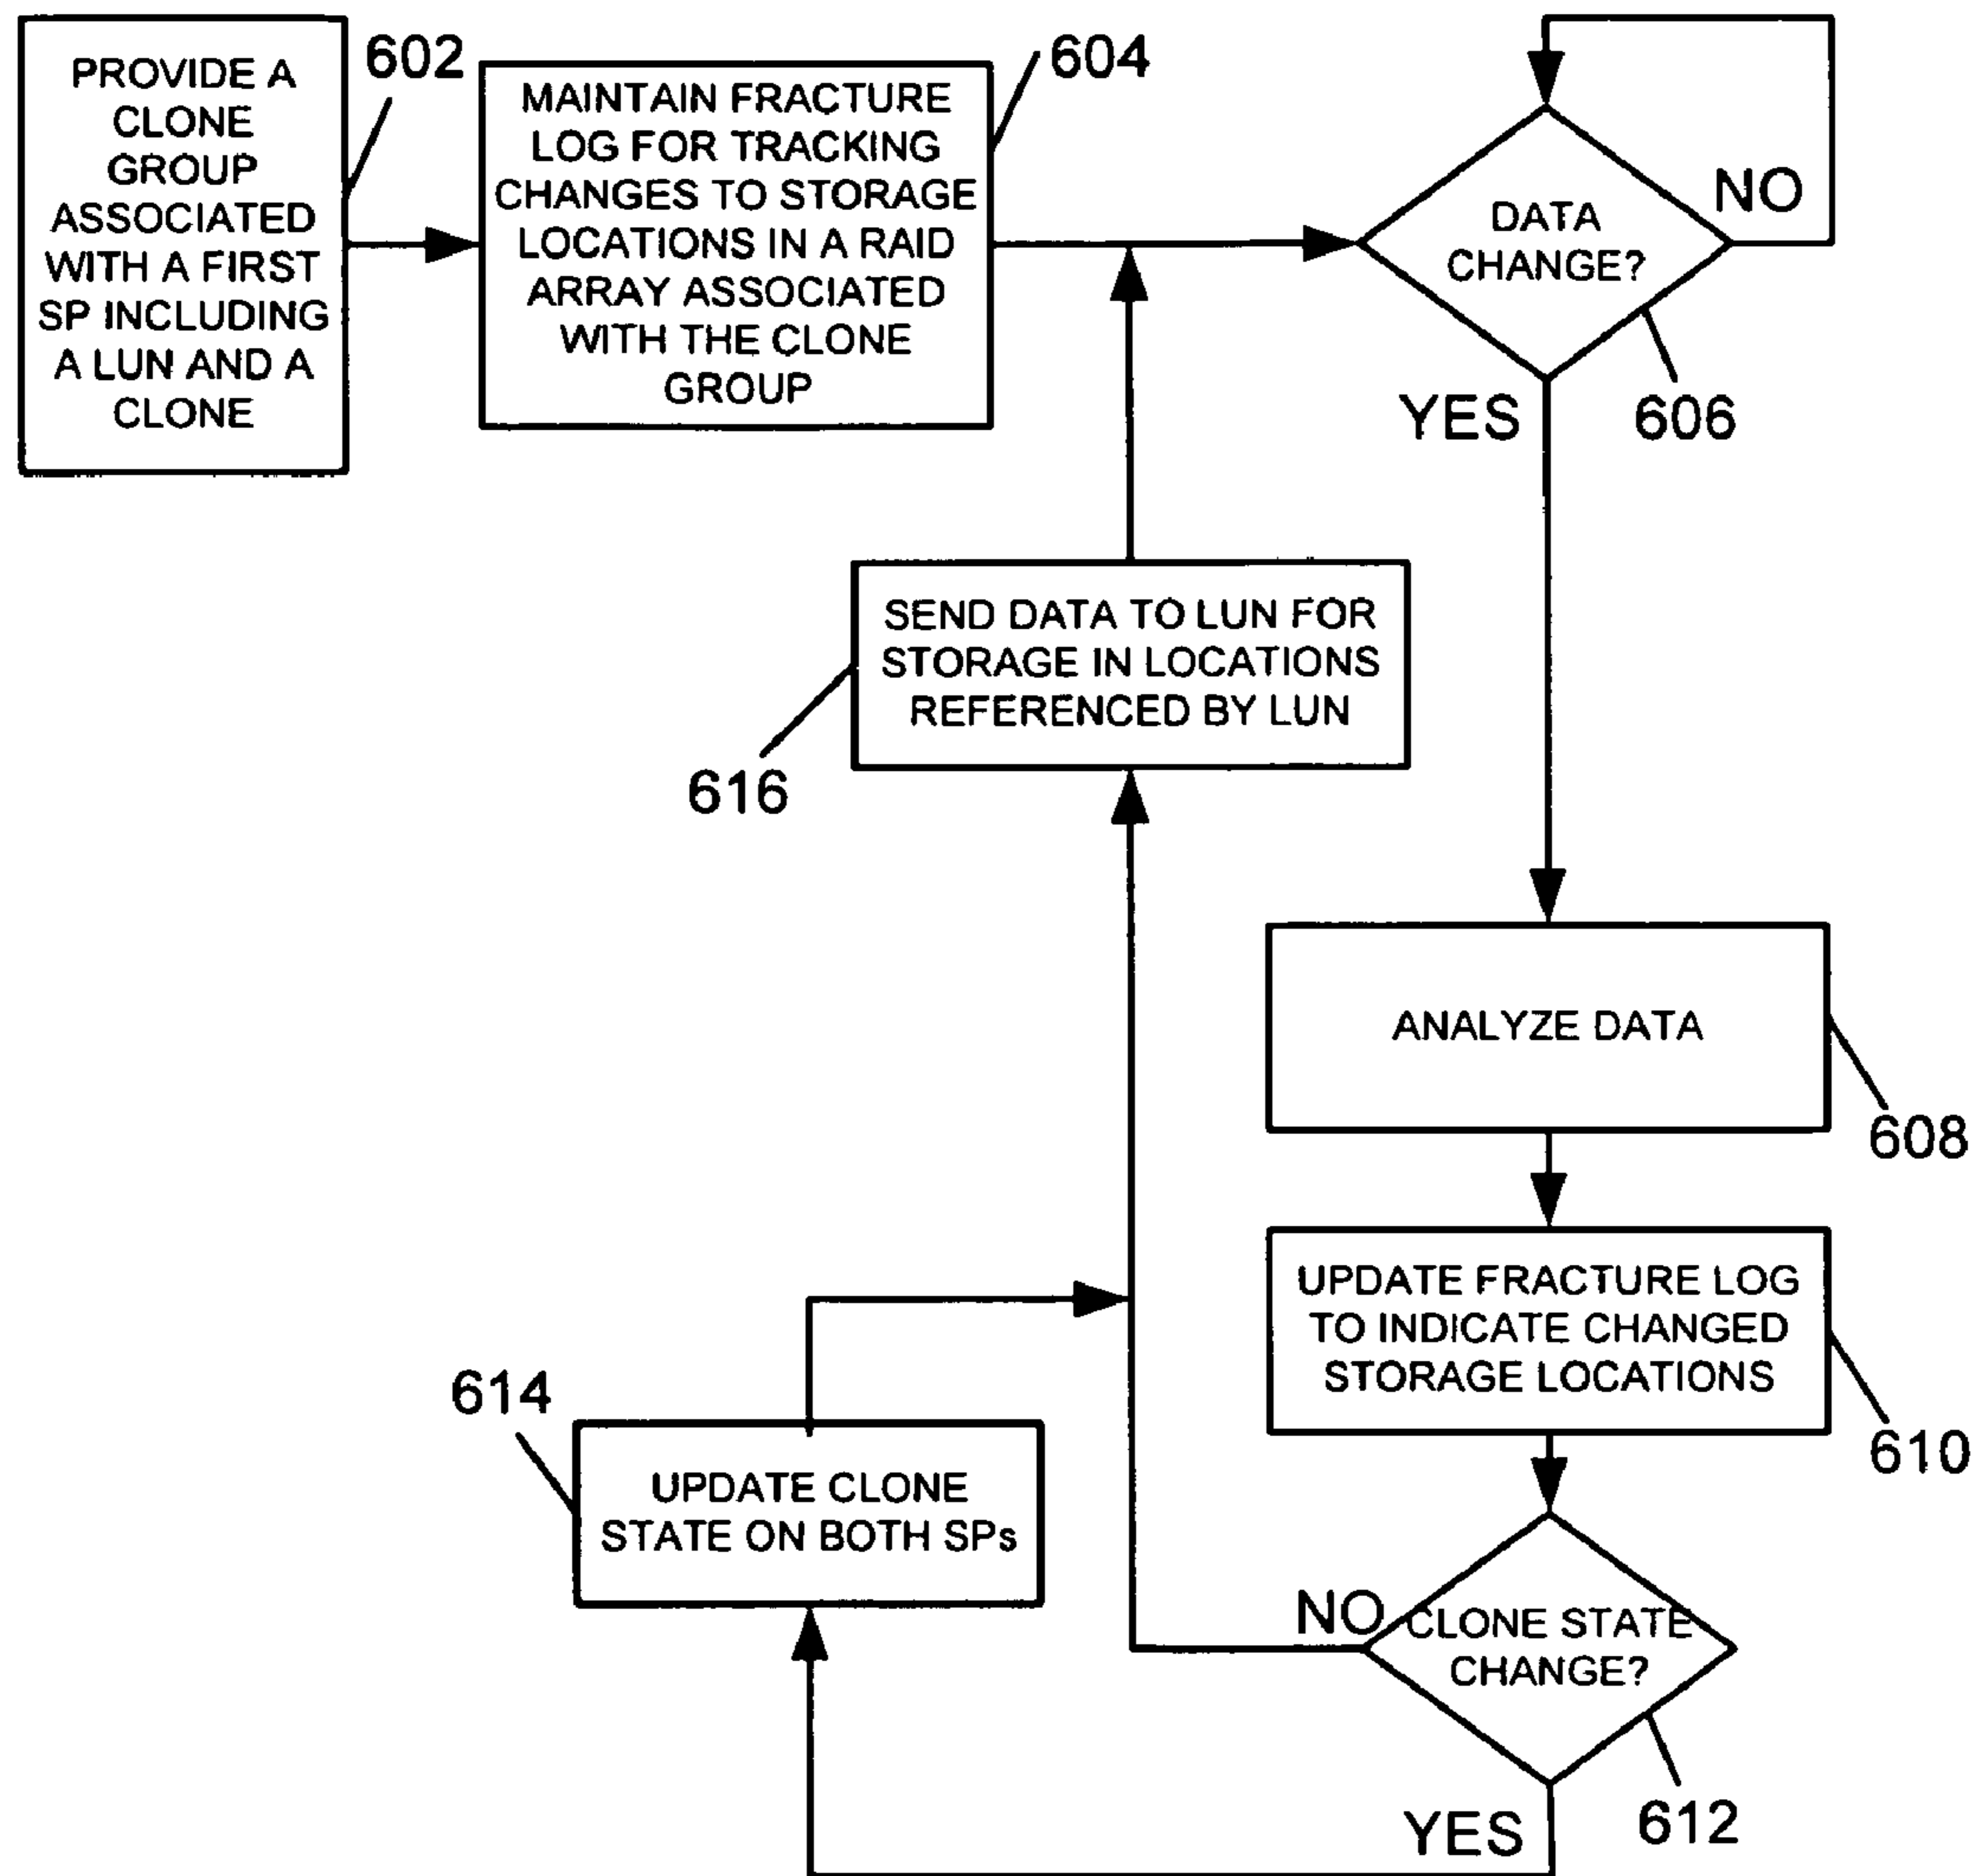 PROVIDE A
CLONE
GROUP
ASSOCIATED
WITH A FIRST
SP INCLUDING
A LUN AND A
CLONE
602
MAINTAIN FRACTURE
LOG FOR TRACKING
CHANGES TO STORAGE
LOCATIONS IN A RAID
ARRAY ASSOCIATED
WITH THE CLONE
GROUP
604
DATA
CHANGE?
NO
YES
606
SEND DATA TO LUN FOR
STORAGE IN LOCATIONS
REFERENCED BY LUN
616
ANALYZE DATA
608
UPDATE FRACTURE LOG
TO INDICATE CHANGED
STORAGE LOCATIONS
610
614
UPDATE CLONE
STATE ON BOTH SPs
NO
CLONE STATE
CHANGE?
YES
612